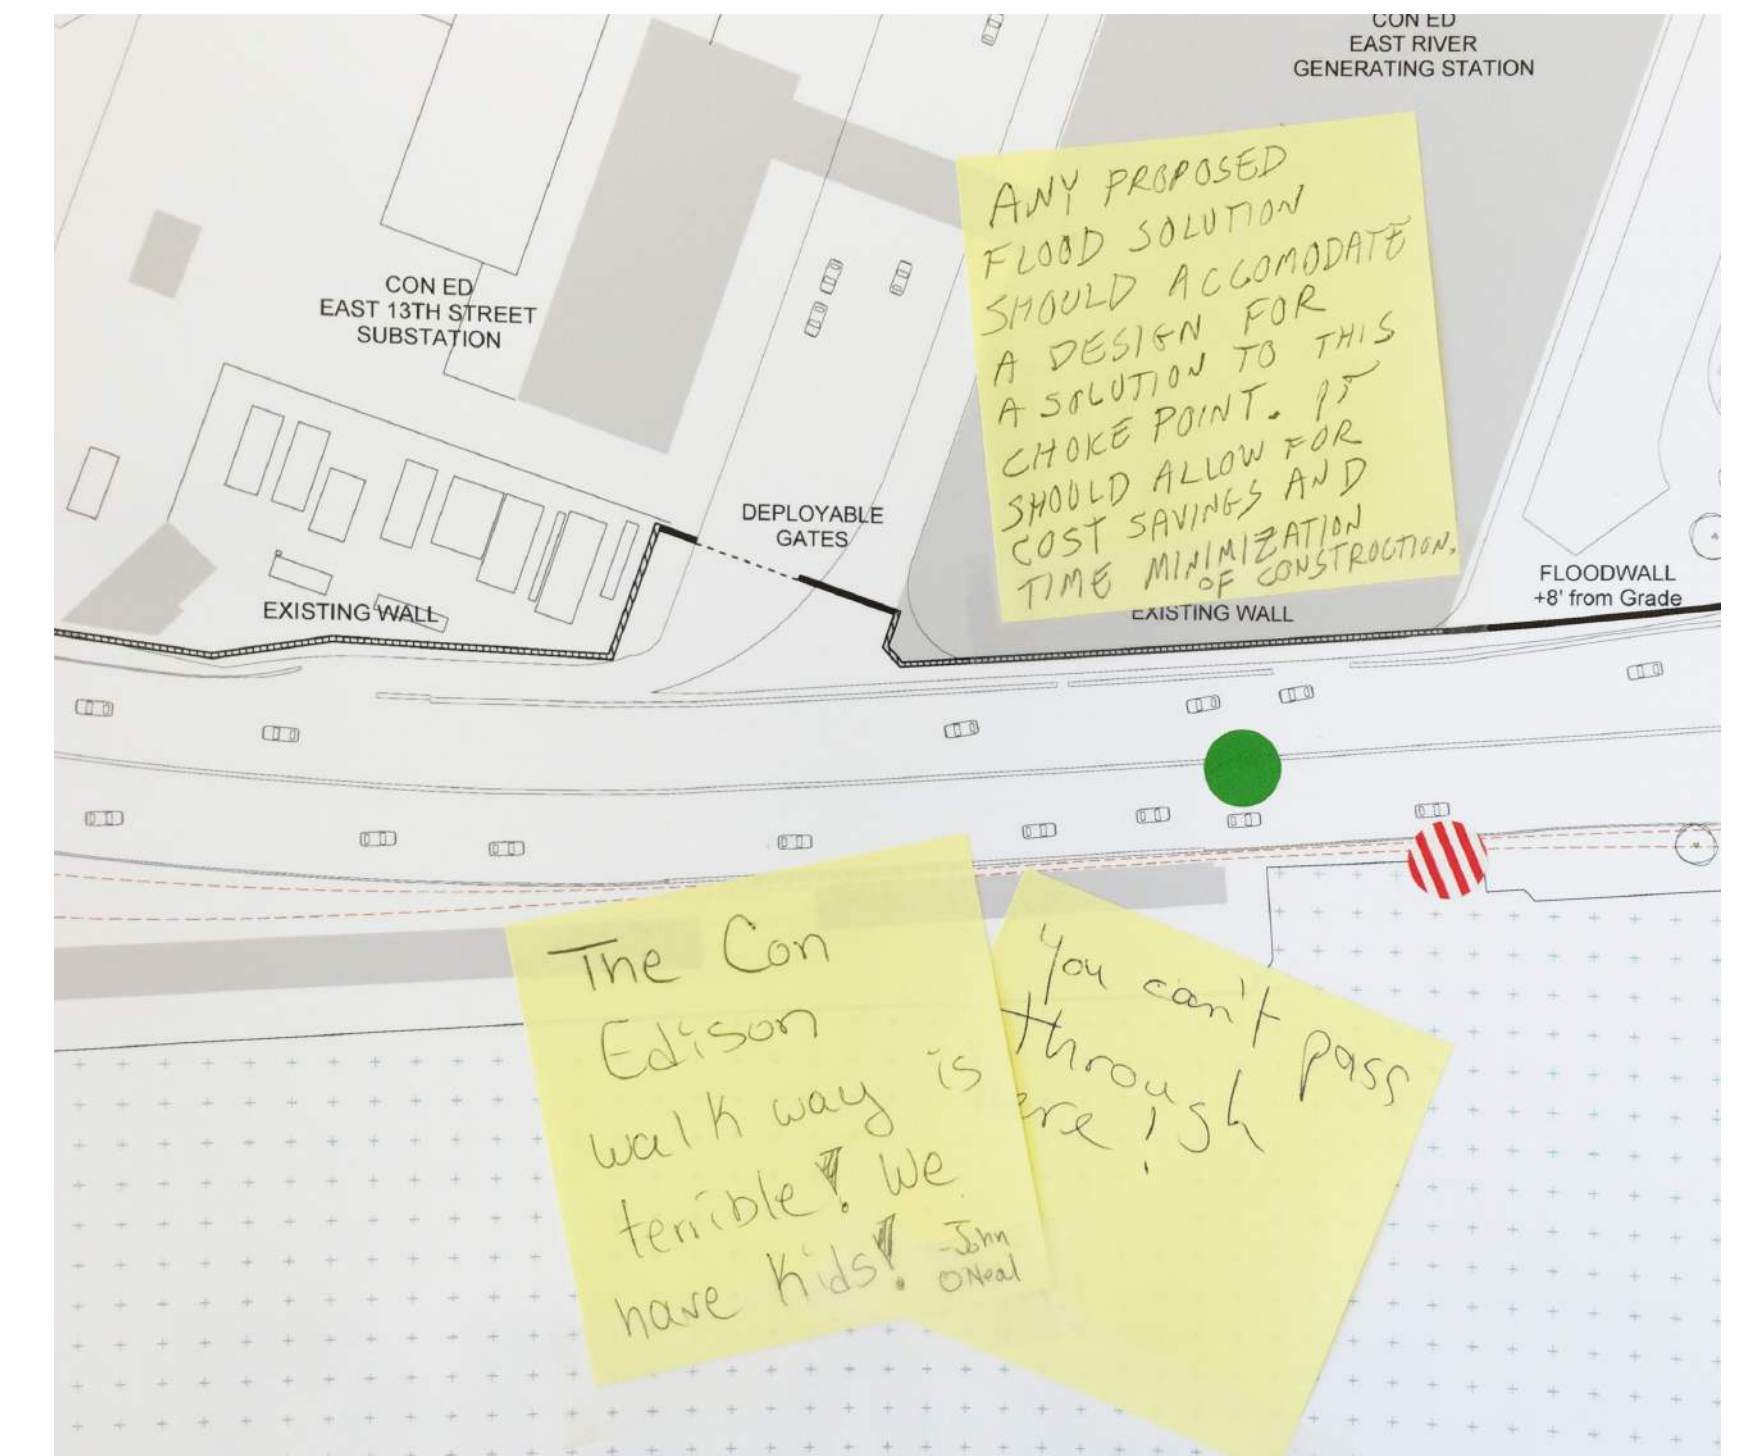 CON ED
EAST RIVER
GENERATING STATION
ANY PROPOSED
FLOOD SOLUTION
SHOULD ACCOMODATE
A DESIGN FOR
A SOLUTION TO THIS
CHOKE POINT. IT
SHOULD ALLOW FOR
COST SAVINGS AND
TIME MINIMIZATION
OF CONSTRUCTION.
CON ED
EAST 13TH STREET
SUBSTATION
DEPLOYABLE
GATES
EXISTING WALL
EXISTING WALL
FLOODWALL
+8' from Grade
The Con
Edison
walk way is
terrible! We
have Kids!
-John
O'Neal
You can't pass
through
ere !